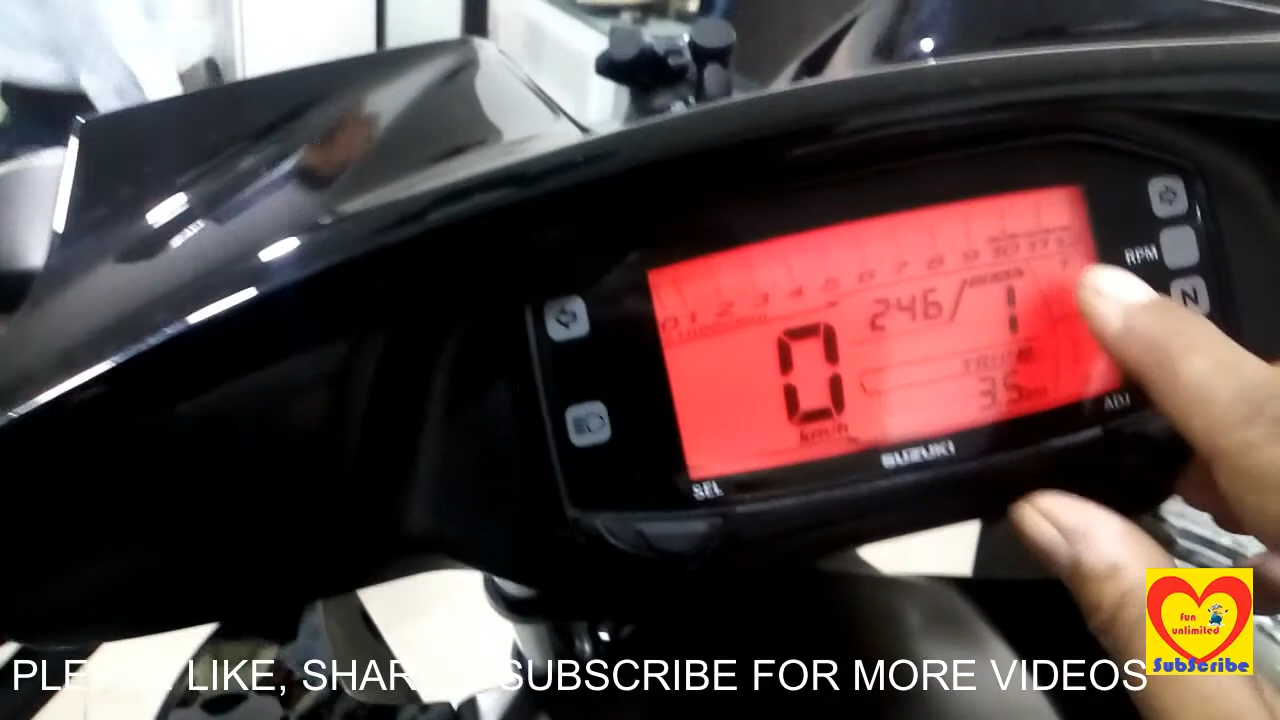 0 1 2 3 4 5 6 7 8 9 10 11
RPM
246/1
N
0
km/h
TRIP
3.5
ADJ
SUZUKI
SEL
fun
unlimited
SubScribe
LIKE, SUBSCRIBE FOR MORE VIDEOS